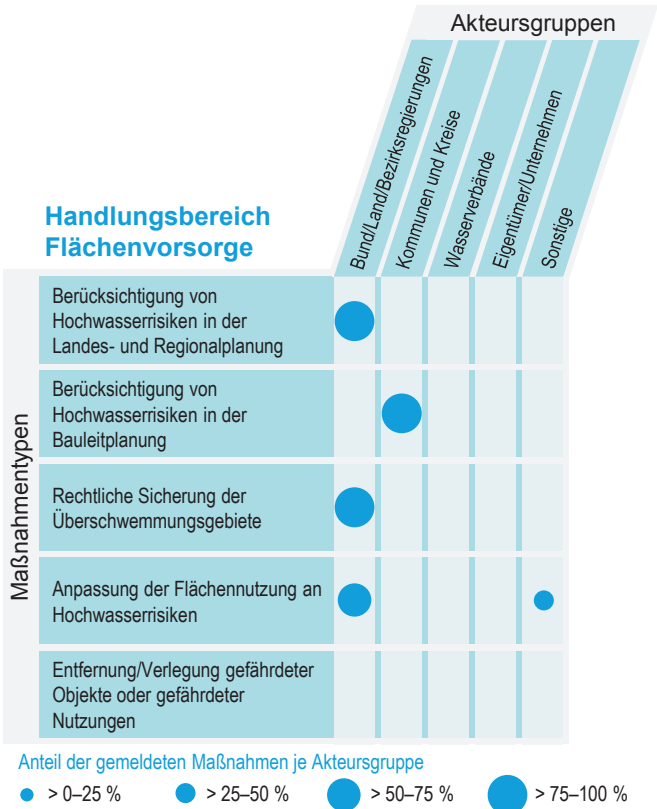 Akteursgruppen
Bund/Land/Bezirksregierungen
Kommunen und Kreise
Wasserverbände
Eigentümer/Unternehmen
Sonstige
Handlungsbereich
Flächenvorsorge
Maßnahmentypen
Berücksichtigung von
Hochwasserrisiken in der
Landes- und Regionalplanung
Berücksichtigung von
Hochwasserrisiken in der
Bauleitplanung
Rechtliche Sicherung der
Überschwemmungsgebiete
Anpassung der Flächennutzung an
Hochwasserrisiken
Entfernung/Verlegung gefährdeter
Objekte oder gefährdeter
Nutzungen
Anteil der gemeldeten Maßnahmen je Akteursgruppe
> 0–25 % > 25–50 % > 50–75 % > 75–100 %